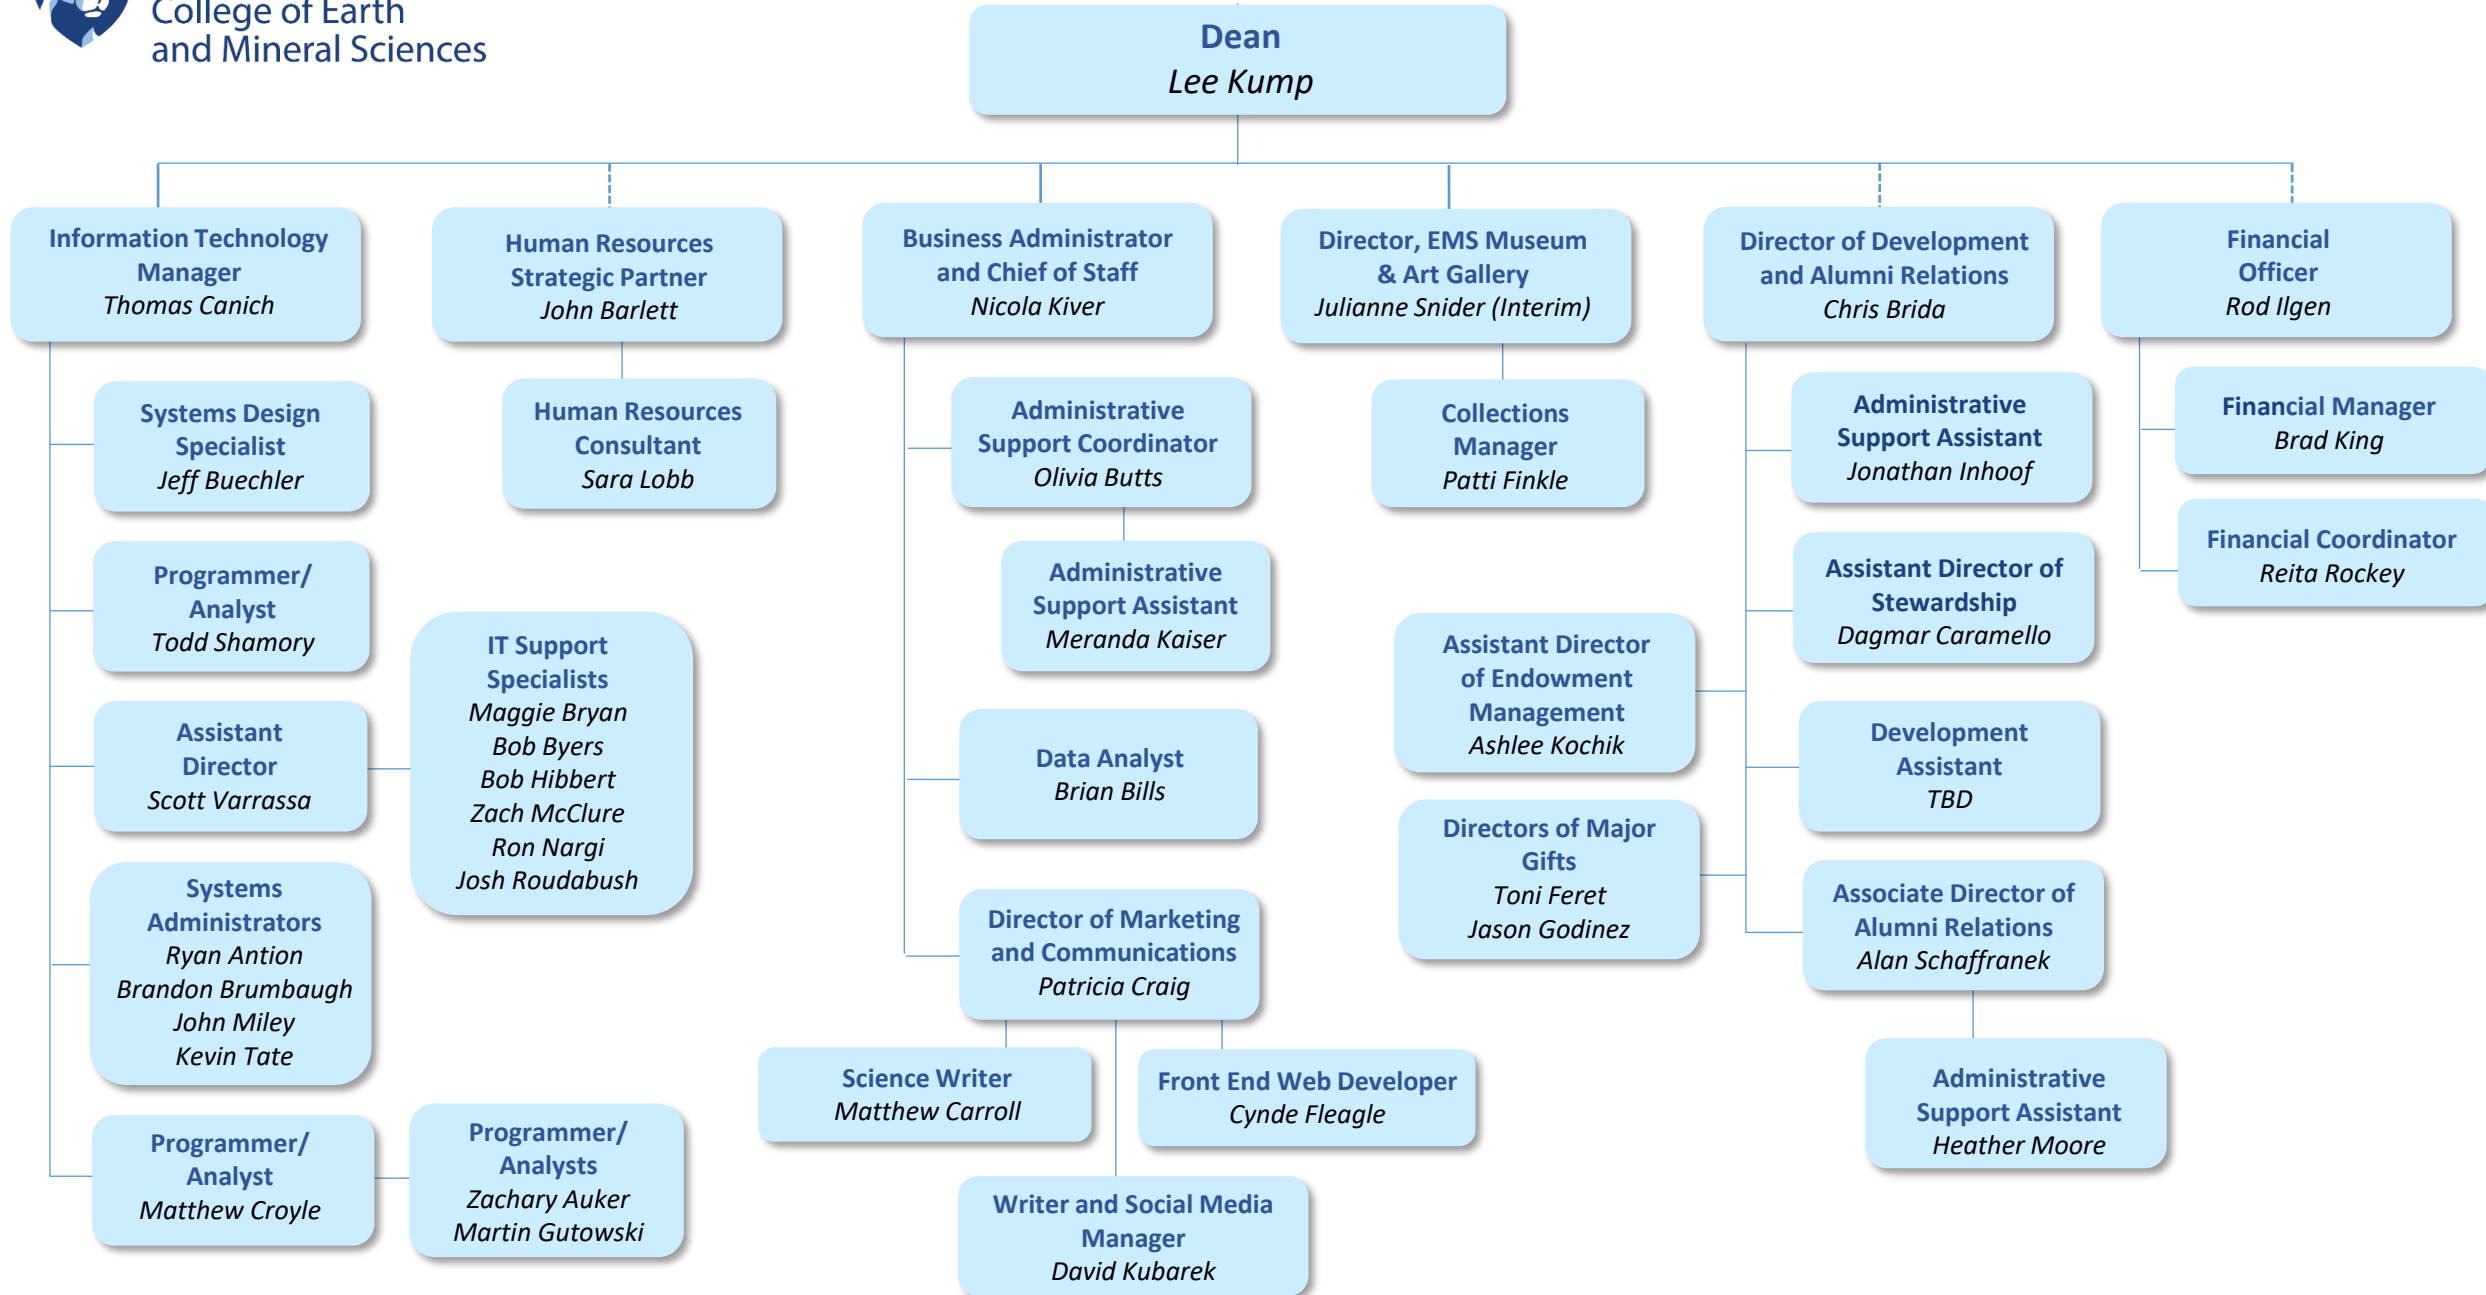 College of Earth
and Mineral Sciences
Dean
Lee Kump
Information Technology
Manager
Thomas Canich
Human Resources
Strategic Partner
John Barlett
Business Administrator
and Chief of Staff
Nicola Kiver
Director, EMS Museum
& Art Gallery
Julianne Snider (Interim)
Director of Development
and Alumni Relations
Chris Brida
Financial
Officer
Rod Ilgen
Systems Design
Specialist
Jeff Buechler
Programmer/
Analyst
Todd Shamory
Assistant
Director
Scott Varrassa
IT Support
Specialists
Maggie Bryan
Bob Byers
Bob Hibbert
Zach McClure
Ron Nargi
Josh Roudabush
Systems
Administrators
Ryan Antion
Brandon Brumbaugh
John Miley
Kevin Tate
Programmer/
Analyst
Matthew Croyle
Programmer/
Analysts
Zachary Auker
Martin Gutowski
Human Resources
Consultant
Sara Lobb
Administrative
Support Coordinator
Olivia Butts
Administrative
Support Assistant
Meranda Kaiser
Data Analyst
Brian Bills
Director of Marketing
and Communications
Patricia Craig
Science Writer
Matthew Carroll
Front End Web Developer
Cynde Fleagle
Writer and Social Media
Manager
David Kubarek
Collections
Manager
Patti Finkle
Administrative
Support Assistant
Jonathan Inhoof
Assistant Director of
Stewardship
Dagmar Caramello
Assistant Director
of Endowment
Management
Ashlee Kochik
Development
Assistant
TBD
Directors of Major
Gifts
Toni Feret
Jason Godinez
Associate Director of
Alumni Relations
Alan Schaffranek
Administrative
Support Assistant
Heather Moore
Financial Manager
Brad King
Financial Coordinator
Reita Rockey